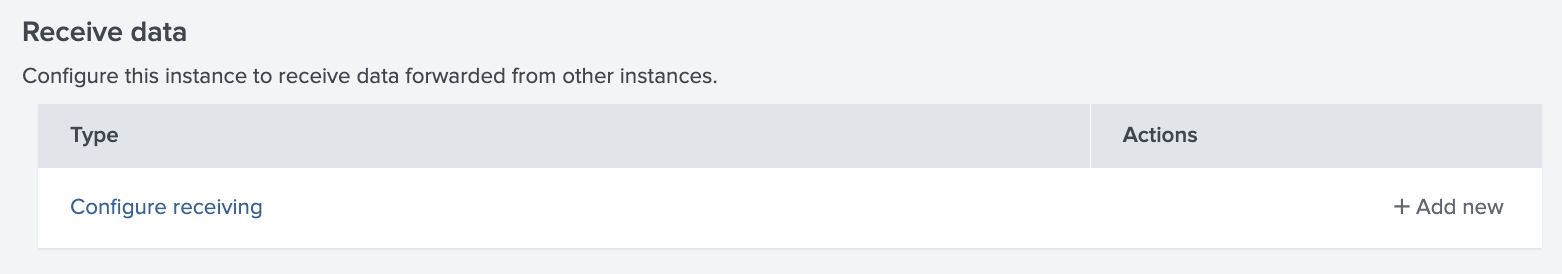 Receive data
Configure this instance to receive data forwarded from other instances.
Type Actions
Configure receiving + Add new